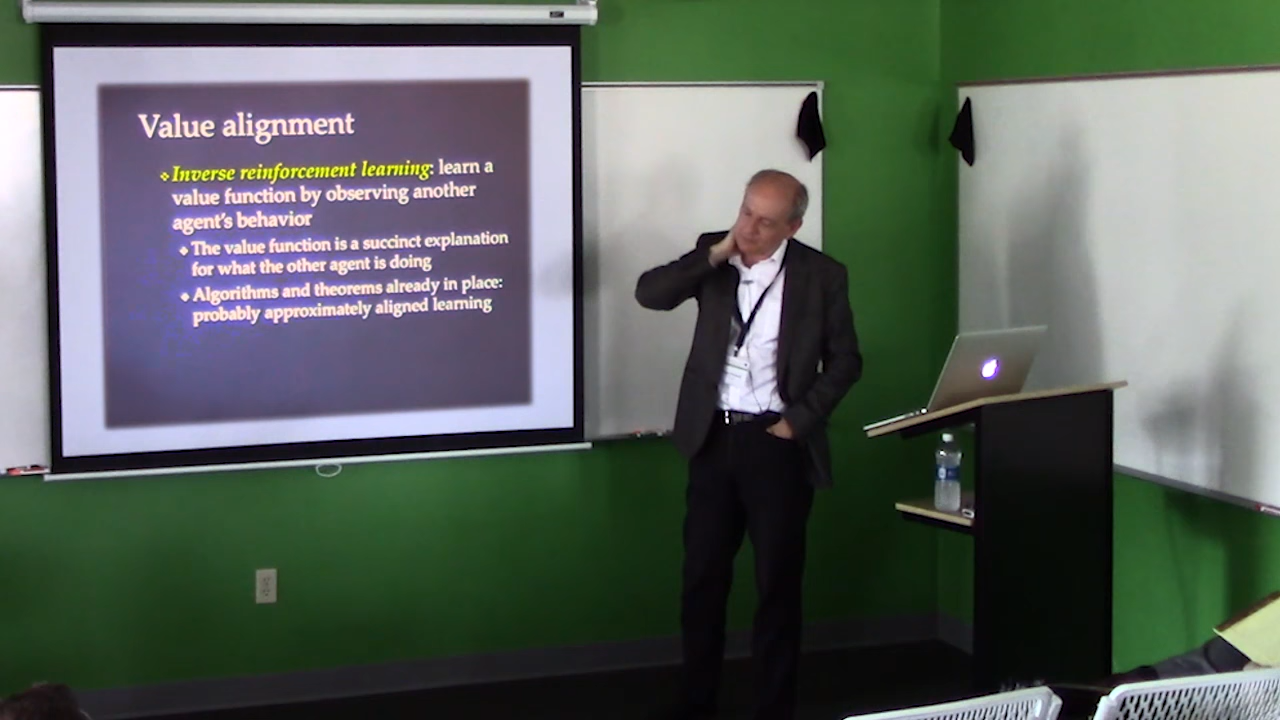 Value alignment
❖Inverse reinforcement learning: learn a
value function by observing another
agent's behavior
❖ The value function is a succinct explanation
for what the other agent is doing
❖ Algorithms and theorems already in place:
probably approximately aligned learning